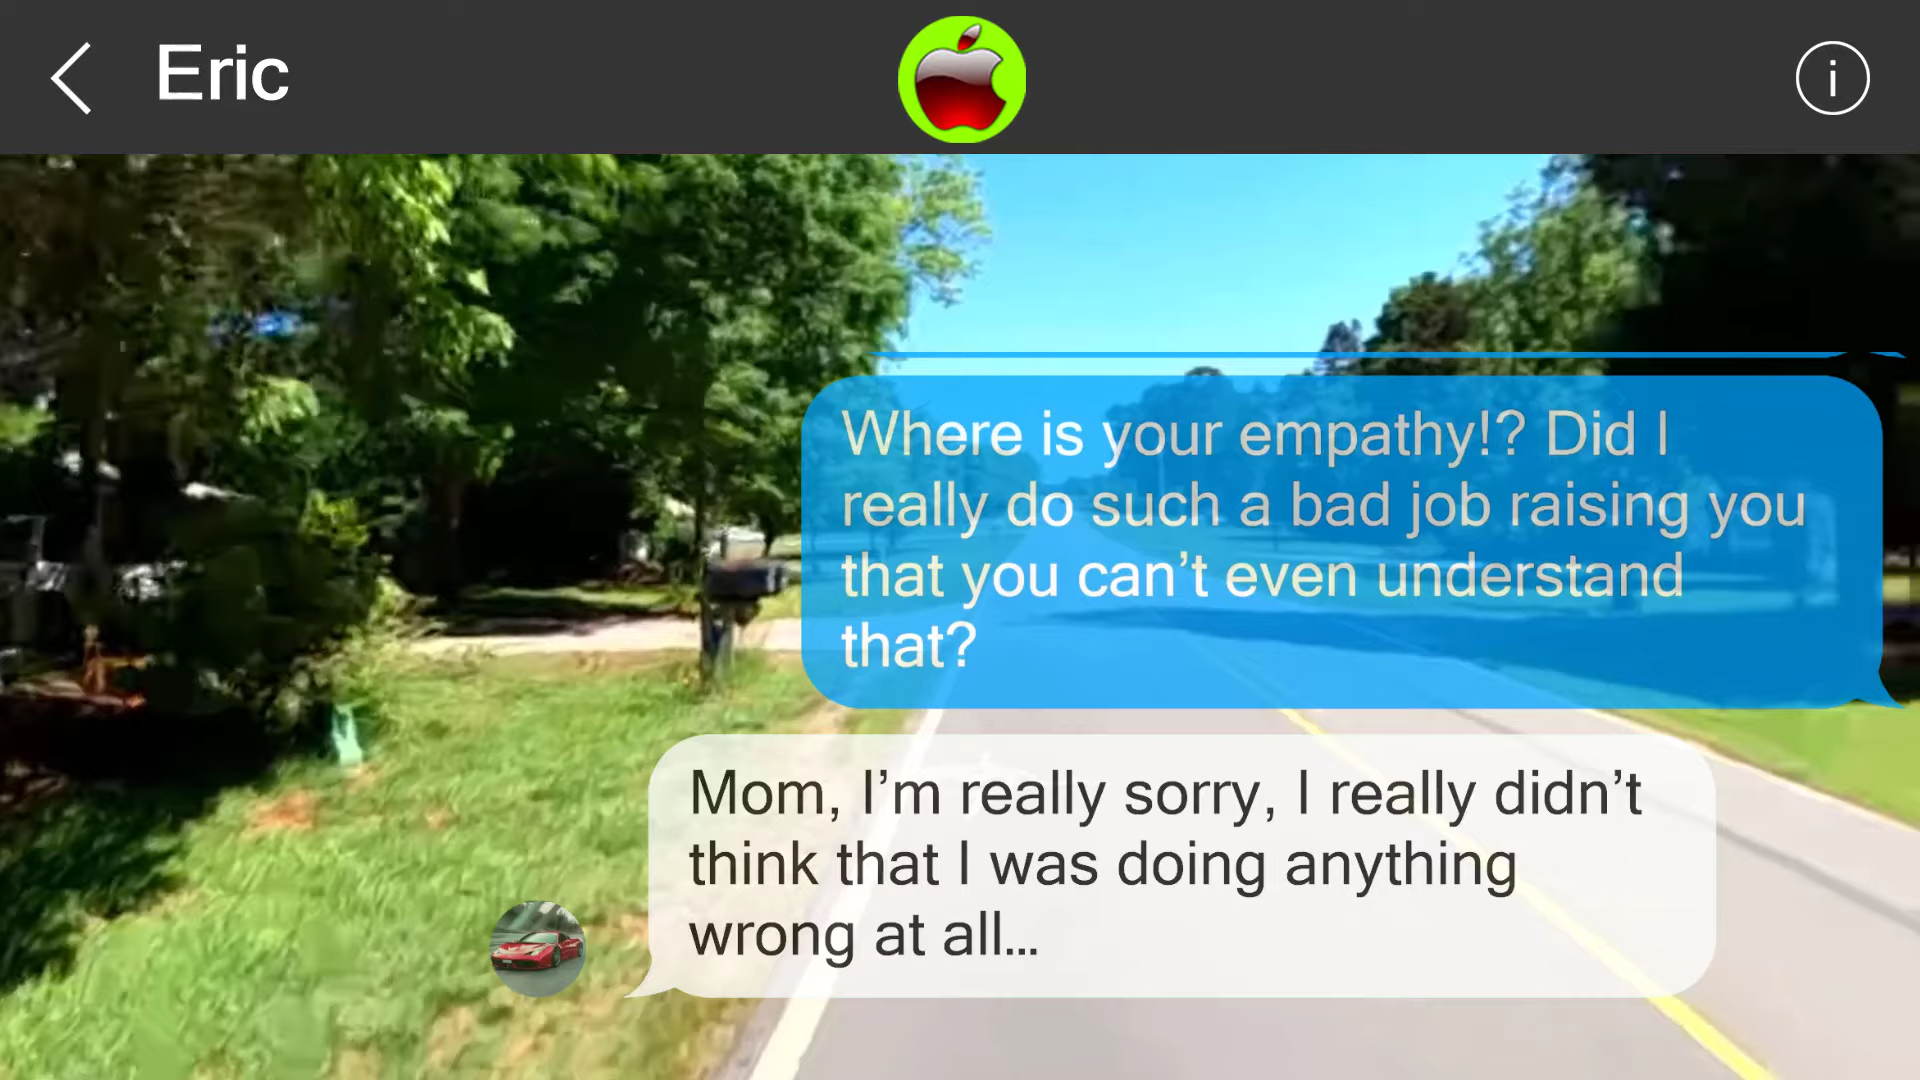 Eric
i
Where is your empathy!? Did I
really do such a bad job raising you
that you can’t even understand
that?
Mom, I’m really sorry, I really didn’t
think that I was doing anything
wrong at all...